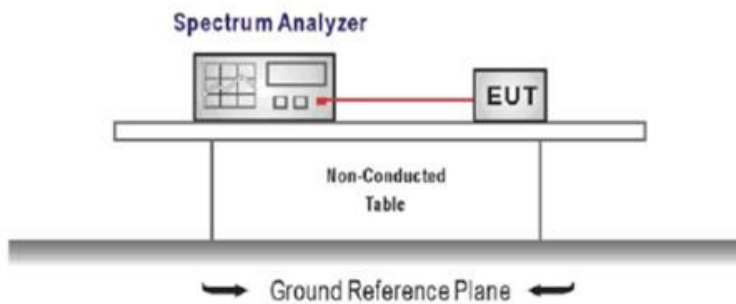 Spectrum Analyzer
EUT
Non-Conducted
Table
Ground Reference Plane